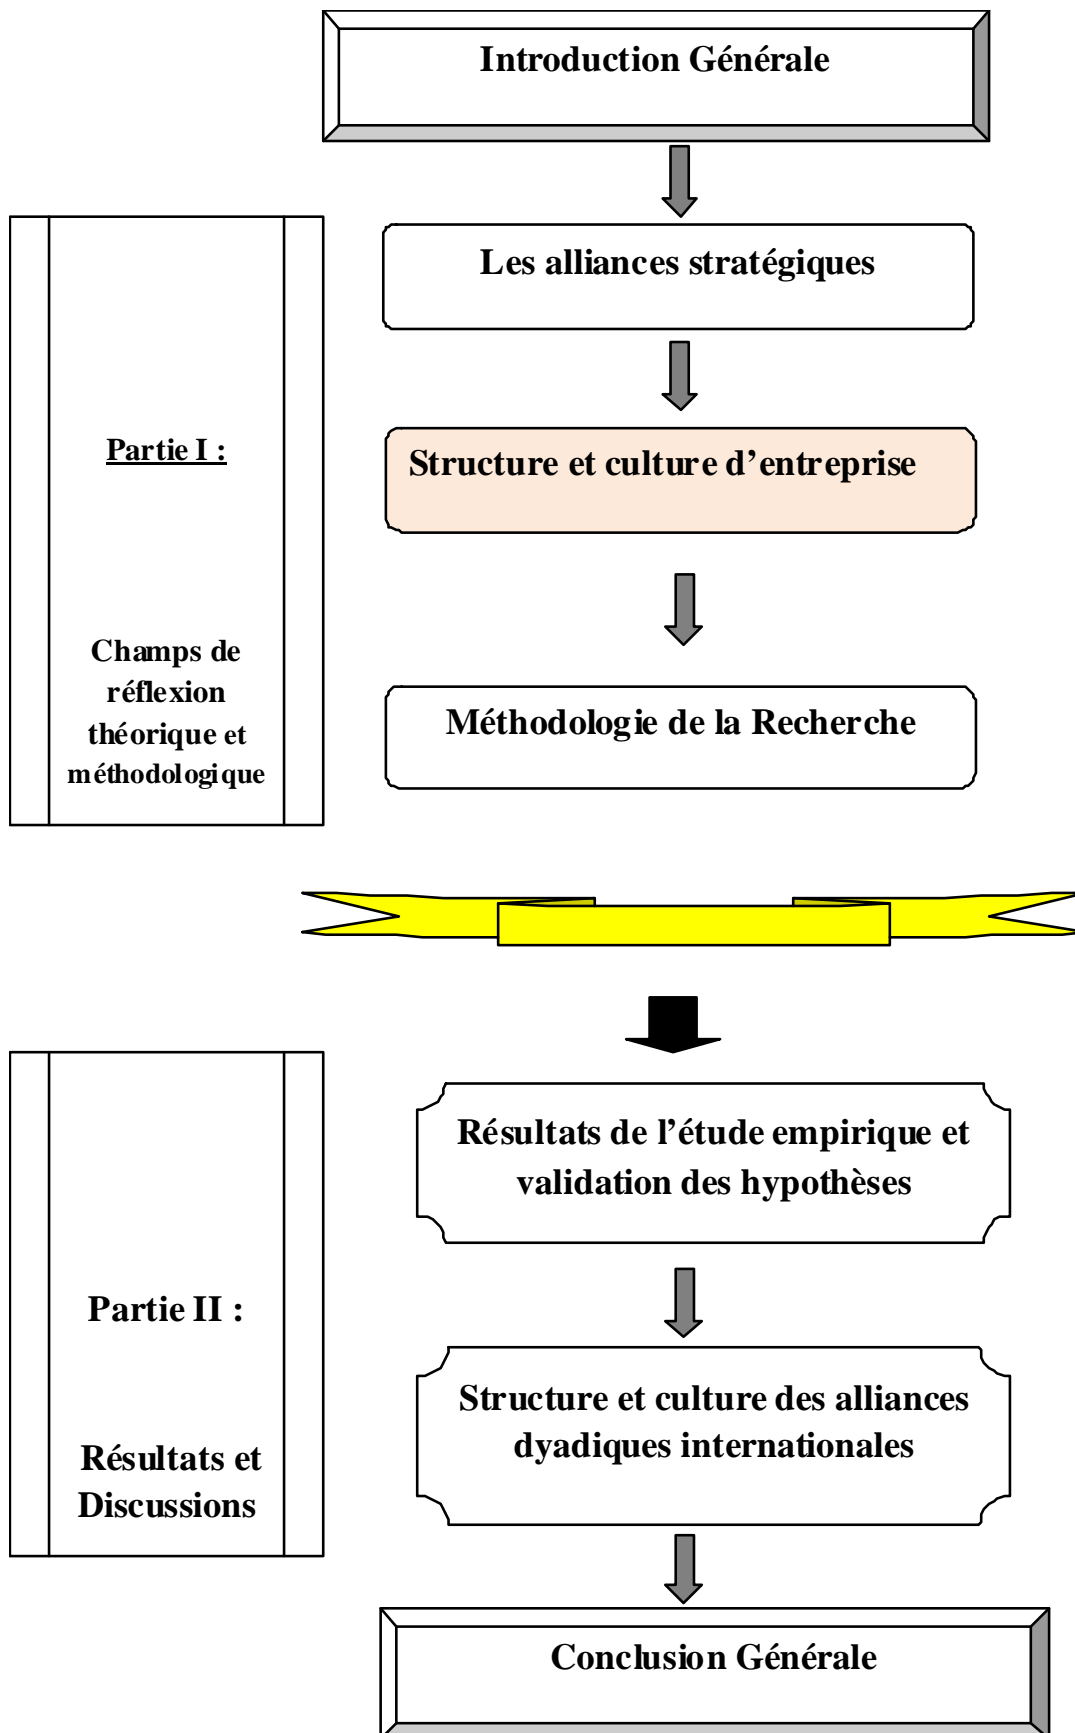 Introduction Générale
Les alliances stratégiques
Partie I :
Structure et culture d’entreprise
Champs de
réflexion
théorique et
méthodologique
Méthodologie de la Recherche
Résultats de l’étude empirique et
validation des hypothèses
Partie II :
Structure et culture des alliances
dyadiques internationales
Résultats et
Discussions
Conclusion Générale